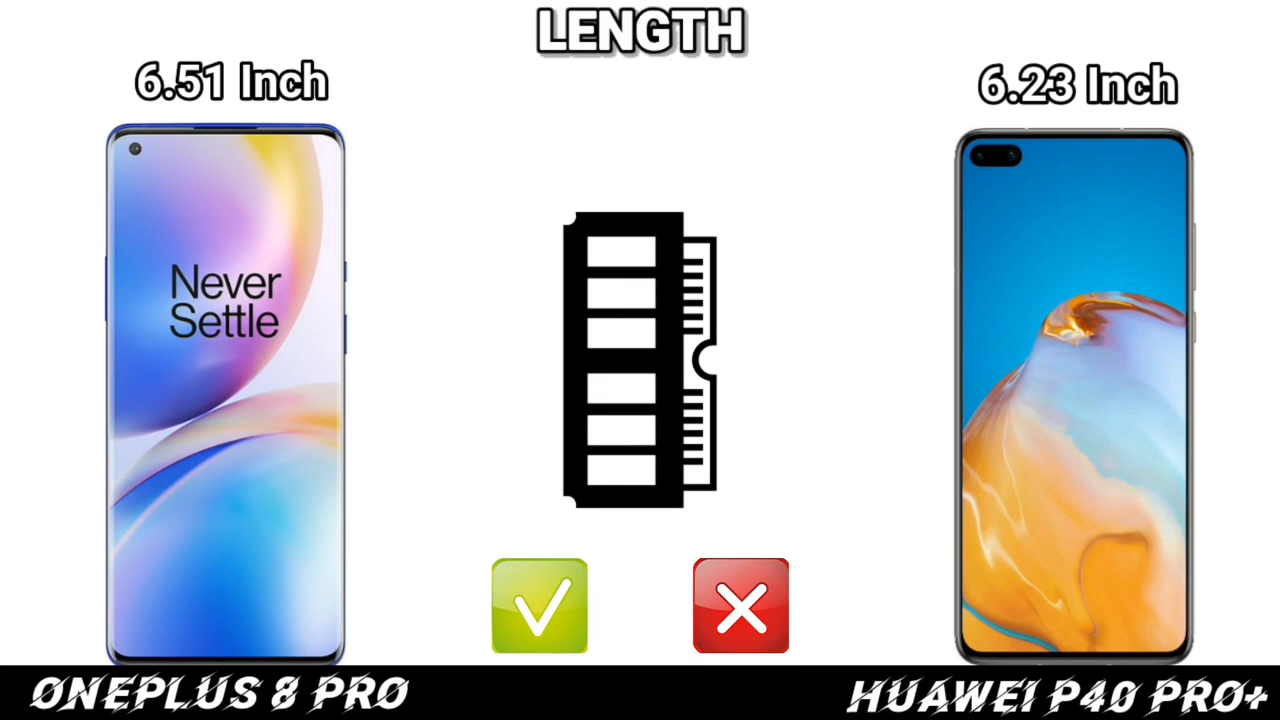 LENGTH
6.51 Inch
6.23 Inch
Never
Settle
ONEPLUS 8 PRO
HUAWEI P40 PRO+